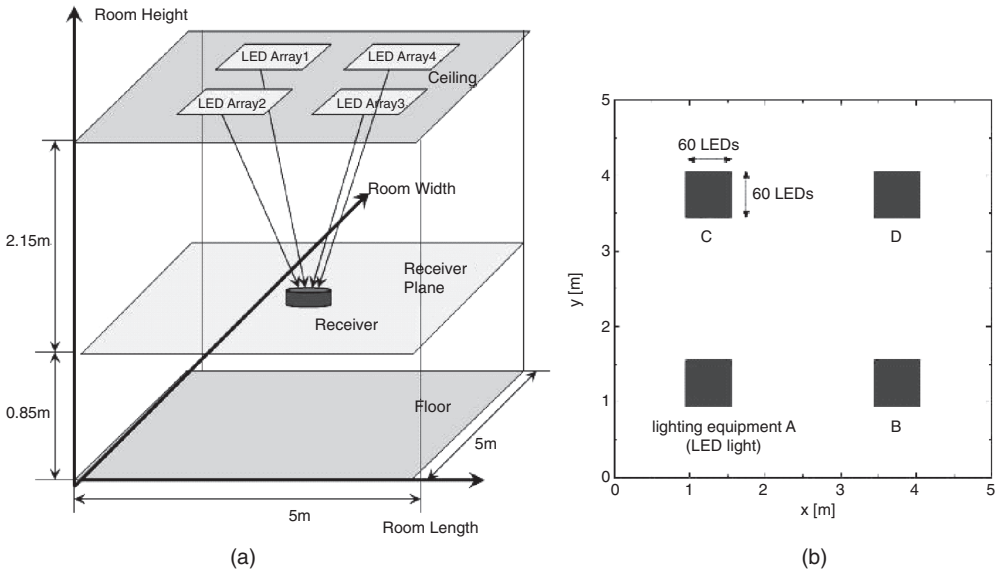 Room Height
LED Array1
LED Array4
Ceiling
LED Array2
LED Array3
Room Width
2.15m
Receiver
Plane
Receiver
0.85m
Floor
5m
5m
Room Length
(a)
5
4
3
2
1
0
y [m]
60 LEDs
60 LEDs
C
D
lighting equipment A
(LED light)
B
0
1
2
3
4
5
x [m]
(b)